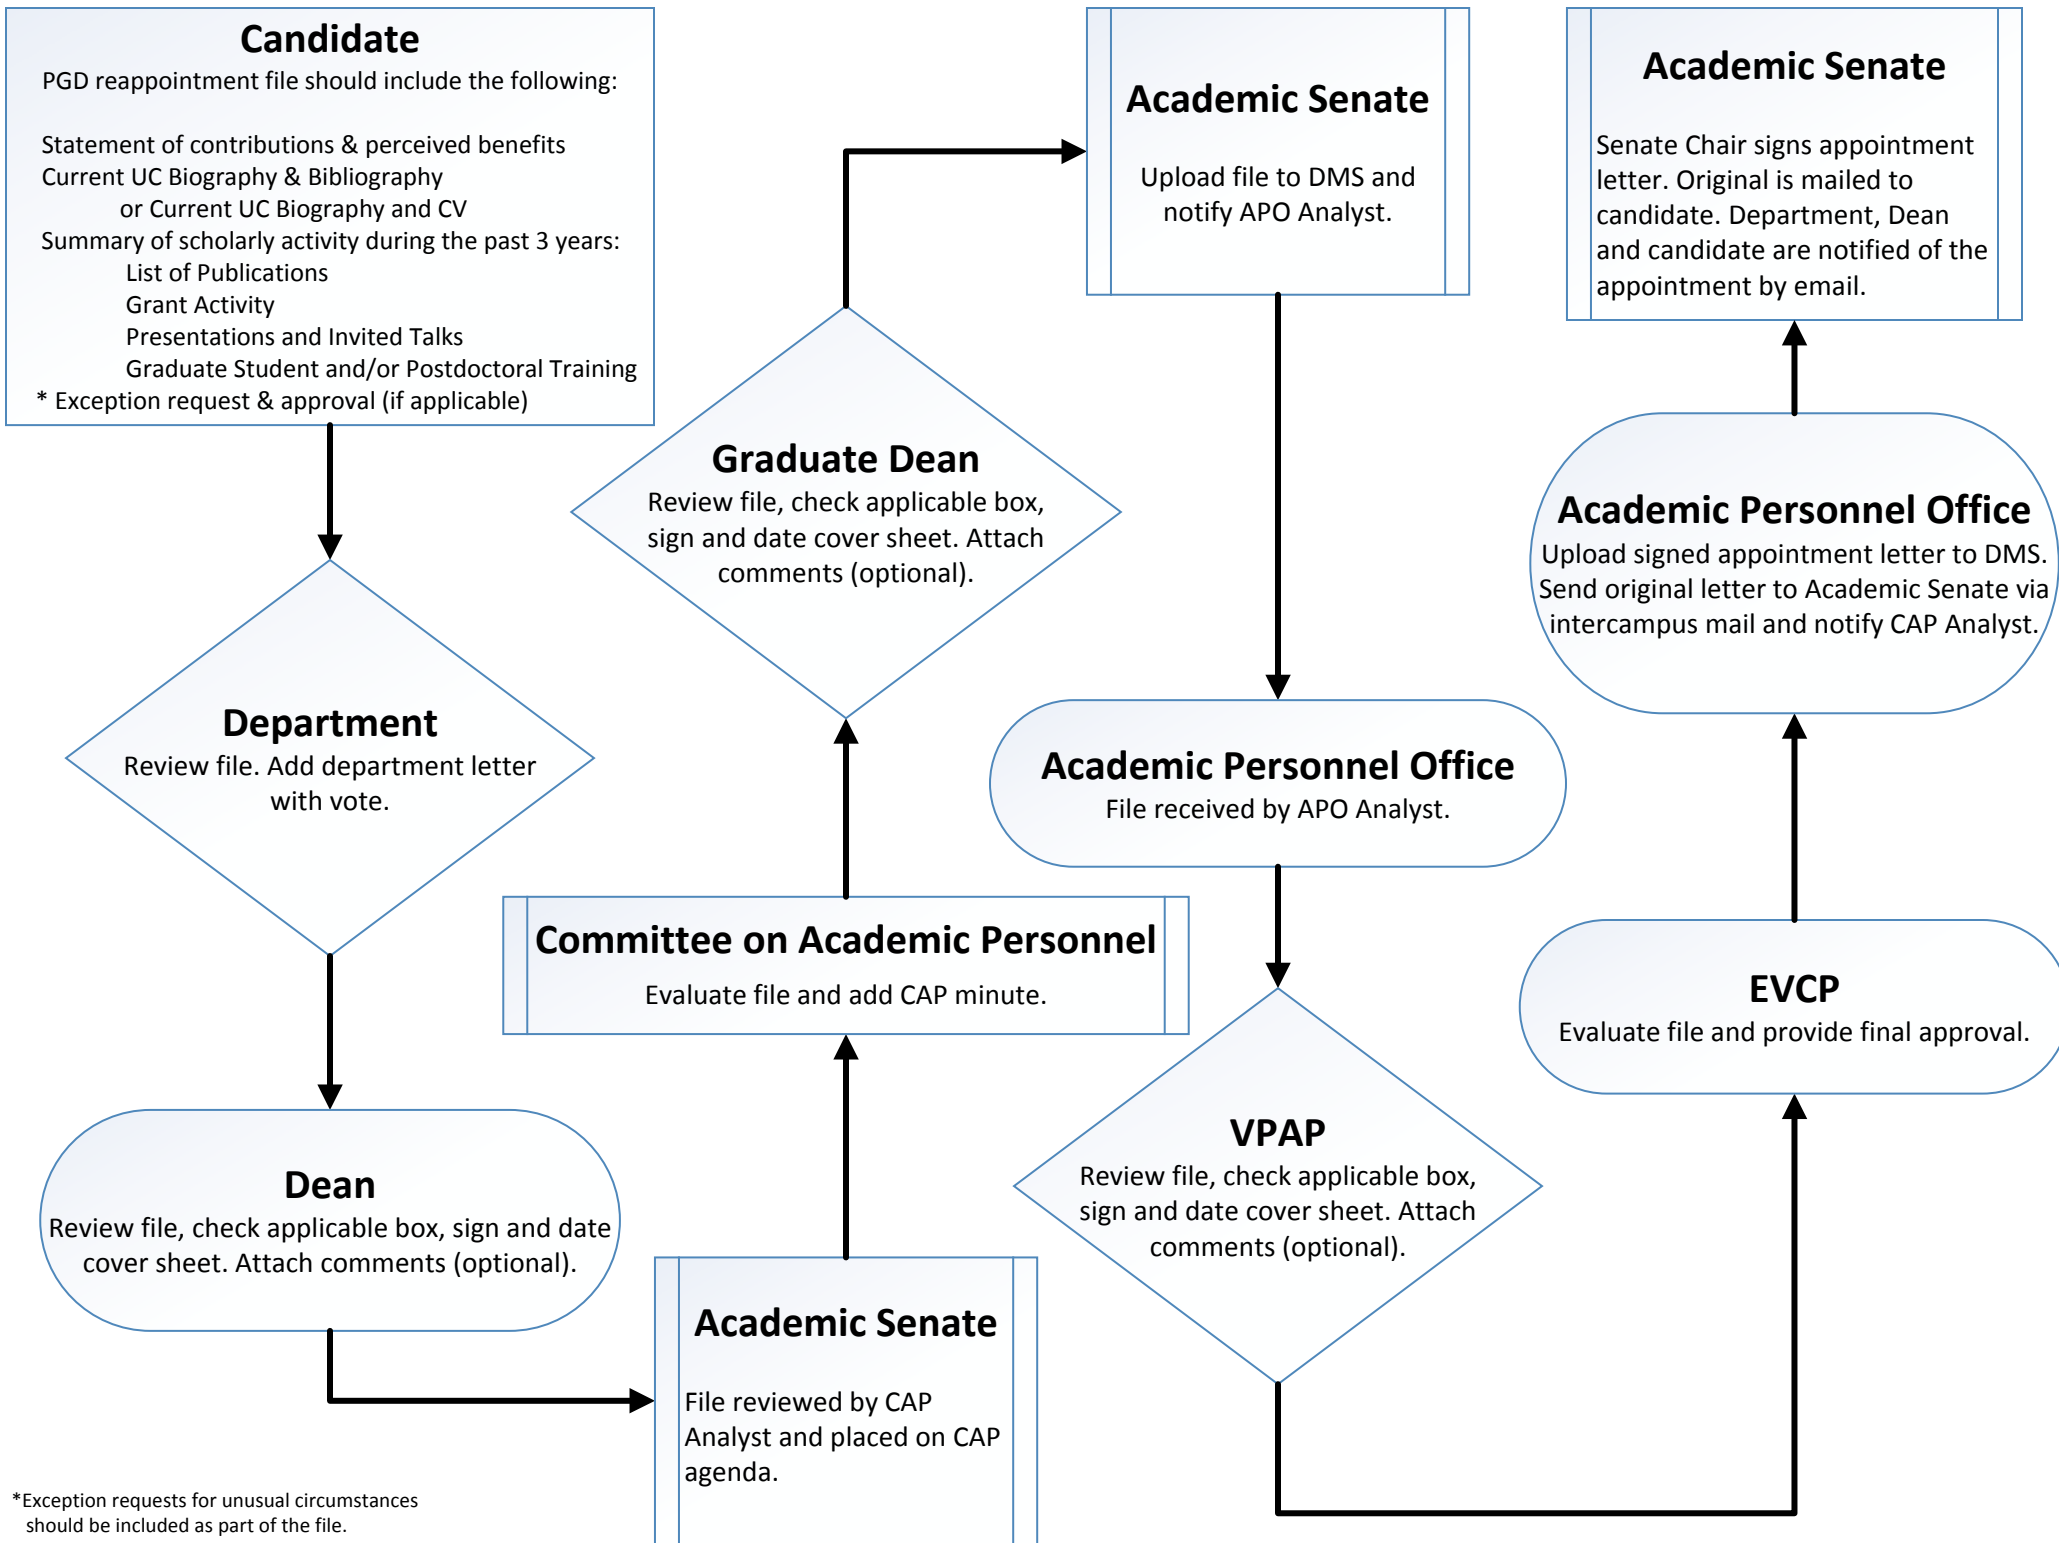 Candidate
PGD reappointment file should include the following:
Statement of contributions & perceived benefits
Current UC Biography & Bibliography
or Current UC Biography and CV
Summary of scholarly activity during the past 3 years:
List of Publications
Grant Activity
Presentations and Invited Talks
Graduate Student and/or Postdoctoral Training
* Exception request & approval (if applicable)
Department
Review file. Add department letter
with vote.
Dean
Review file, check applicable box, sign and date
cover sheet. Attach comments (optional).
Academic Senate
File reviewed by CAP
Analyst and placed on CAP
agenda.
Committee on Academic Personnel
Evaluate file and add CAP minute.
Graduate Dean
Review file, check applicable box,
sign and date cover sheet. Attach
comments (optional).
Academic Senate
Upload file to DMS and
notify APO Analyst.
Academic Personnel Office
File received by APO Analyst.
VPAP
Review file, check applicable box,
sign and date cover sheet. Attach
comments (optional).
EVCP
Evaluate file and provide final approval.
Academic Personnel Office
Upload signed appointment letter to DMS.
Send original letter to Academic Senate via
intercampus mail and notify CAP Analyst.
Academic Senate
Senate Chair signs appointment
letter. Original is mailed to
candidate. Department, Dean
and candidate are notified of the
appointment by email.
*Exception requests for unusual circumstances
should be included as part of the file.